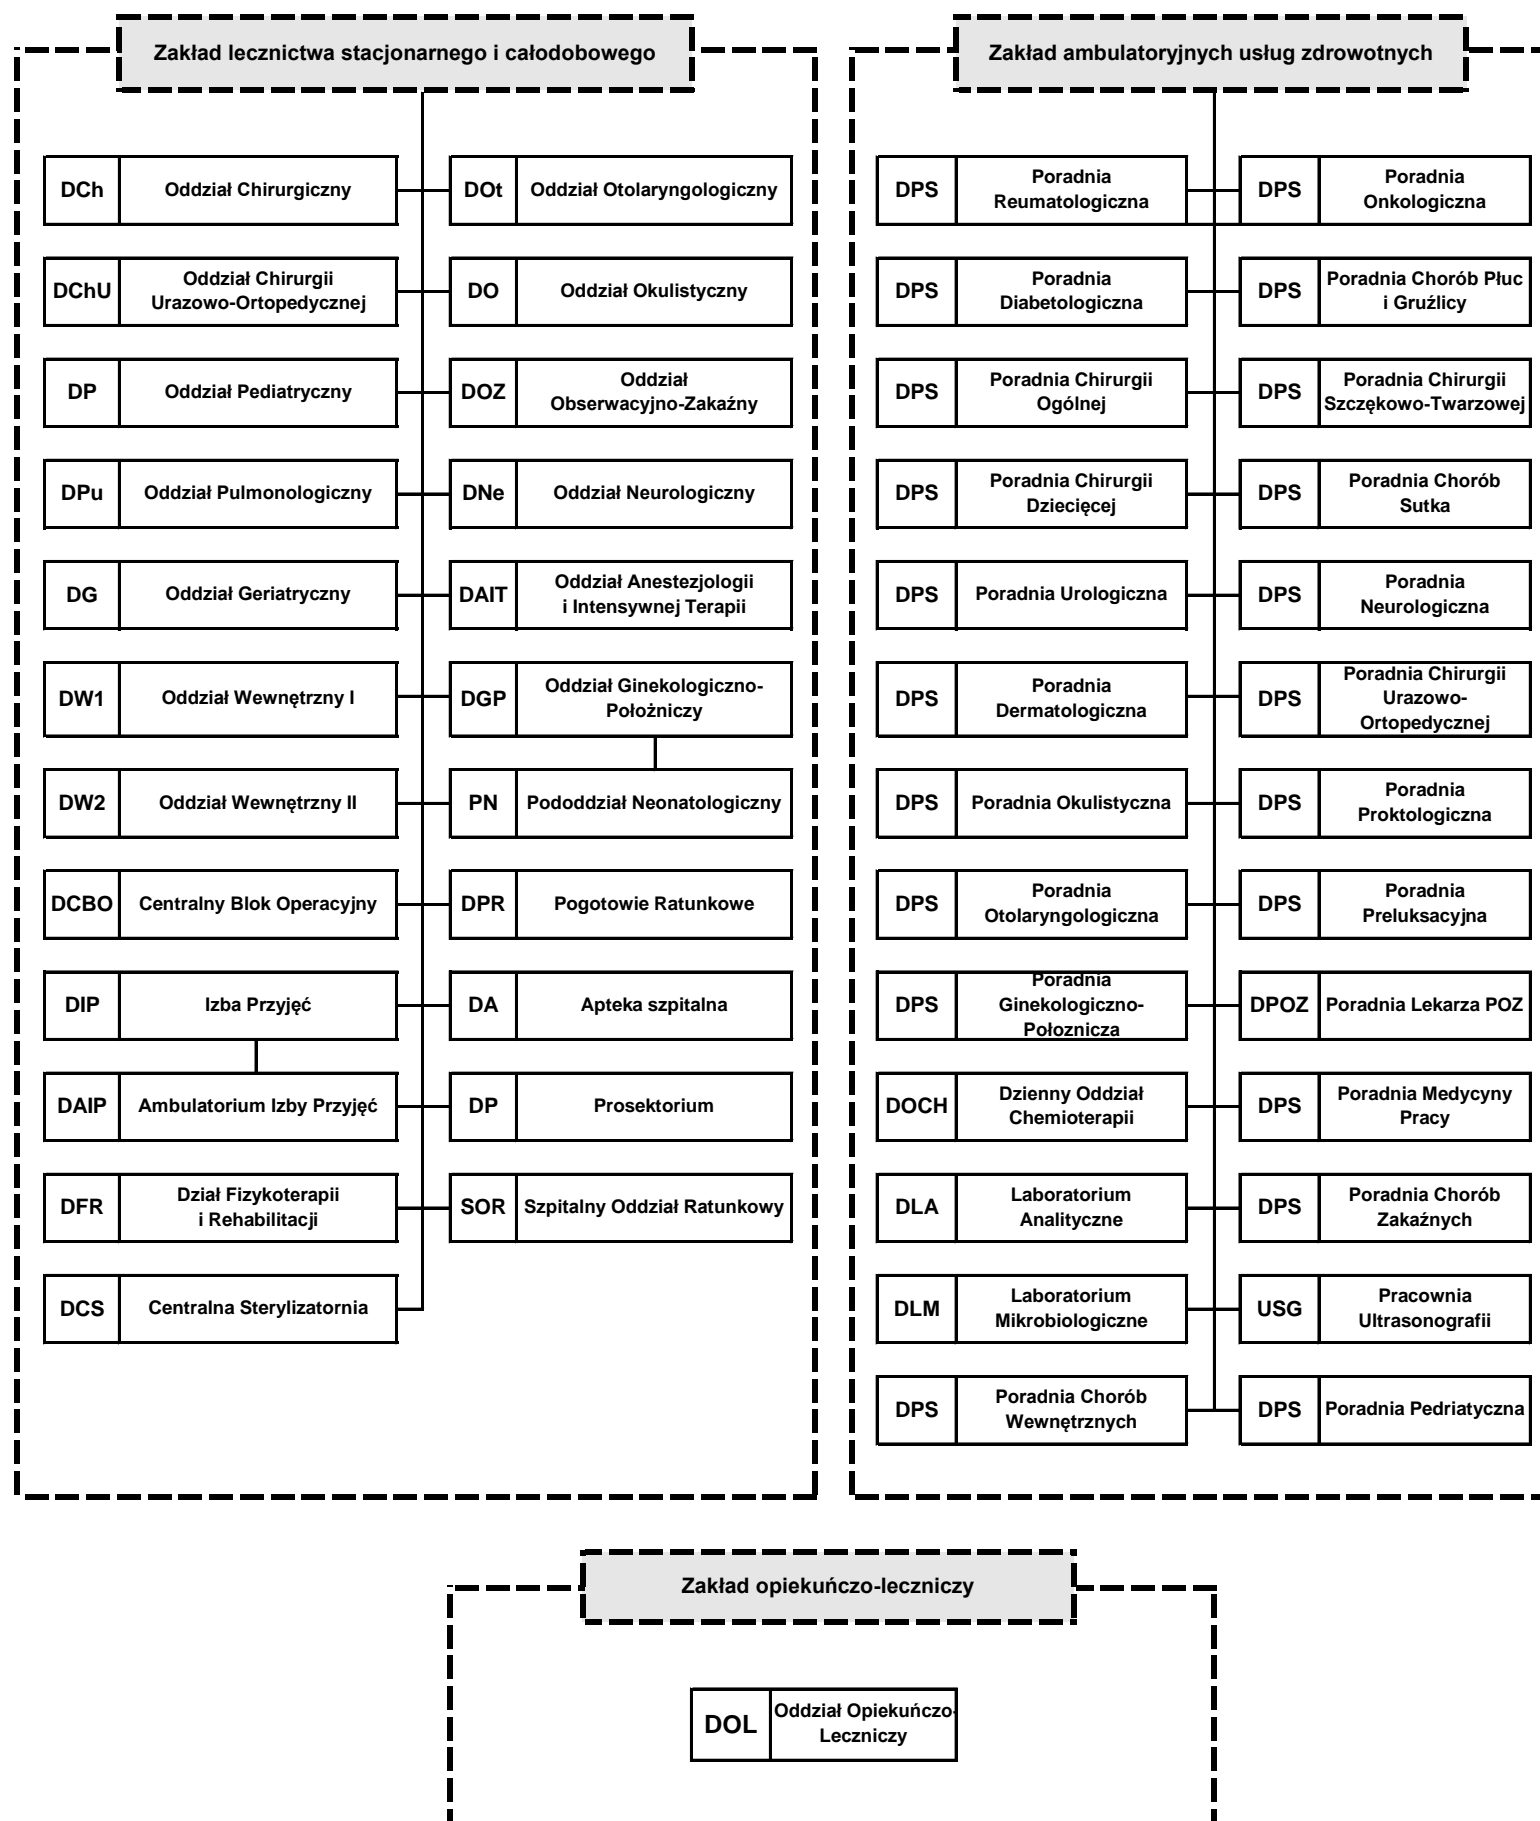 Zakład lecznictwa stacjonarnego i całodobowego
DCh
Oddział Chirurgiczny
DOt
Oddział Otolaryngologiczny
DChU
Oddział Chirurgii
Urazowo-Ortopedycznej
DO
Oddział Okulistyczny
DP
Oddział Pediatryczny
DOZ
Oddział
Obserwacyjno-Zakaźny
DPu
Oddział Pulmonologiczny
DNe
Oddział Neurologiczny
DG
Oddział Geriatryczny
DAIT
Oddział Anestezjologii
i Intensywnej Terapii
DW1
Oddział Wewnętrzny I
DGP
Oddział Ginekologiczno-
Położniczy
DW2
Oddział Wewnętrzny II
PN
Pododdział Neonatologiczny
DCBO
Centralny Blok Operacyjny
DPR
Pogotowie Ratunkowe
DIP
Izba Przyjęć
DA
Apteka szpitalna
DAIP
Ambulatorium Izby Przyjęć
DP
Prosektorium
DFR
Dział Fizykoterapii
i Rehabilitacji
SOR
Szpitalny Oddział Ratunkowy
DCS
Centralna Sterylizatornia
Zakład ambulatoryjnych usług zdrowotnych
DPS
Poradnia
Reumatologiczna
DPS
Poradnia
Onkologiczna
DPS
Poradnia
Diabetologiczna
DPS
Poradnia Chorób Płuc
i Gruźlicy
DPS
Poradnia Chirurgii
Ogólnej
DPS
Poradnia Chirurgii
Szczękowo-Twarzowej
DPS
Poradnia Chirurgii
Dziecięcej
DPS
Poradnia Chorób
Sutka
DPS
Poradnia Urologiczna
DPS
Poradnia
Neurologiczna
DPS
Poradnia
Dermatologiczna
DPS
Poradnia Chirurgii
Urazowo-
Ortopedycznej
DPS
Poradnia Okulistyczna
DPS
Poradnia
Proktologiczna
DPS
Poradnia
Otolaryngologiczna
DPS
Poradnia
Preluksacyjna
DPS
Poradnia
Ginekologiczno-
Połoznicza
DPOZ
Poradnia Lekarza POZ
DOCH
Dzienny Oddział
Chemioterapii
DPS
Poradnia Medycyny
Pracy
DLA
Laboratorium
Analityczne
DPS
Poradnia Chorób
Zakaźnych
DLM
Laboratorium
Mikrobiologiczne
USG
Pracownia
Ultrasonografii
DPS
Poradnia Chorób
Wewnętrznych
DPS
Poradnia Pedriatyczna
Zakład opiekuńczo-leczniczy
DOL
Oddział Opiekuńczo-
Leczniczy